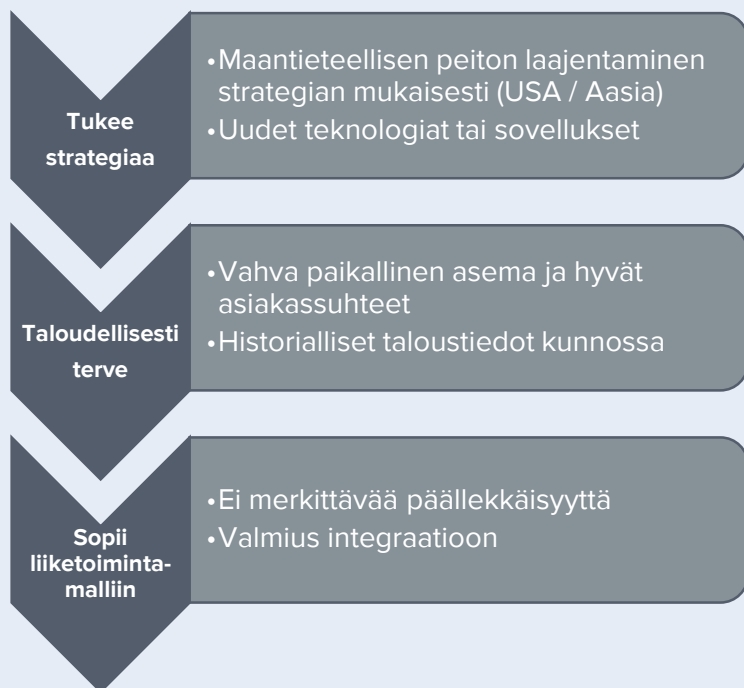 Tukee
strategiaa
•Maantieteellisen peiton laajentaminen
strategian mukaisesti (USA / Aasia)
•Uudet teknologiat tai sovellukset
Taloudellisesti
terve
•Vahva paikallinen asema ja hyvät
asiakassuhteet
•Historialliset taloustiedot kunnossa
Sopii
liiketoiminta-
malliin
•Ei merkittävää päällekkäisyyttä
•Valmius integraatioon